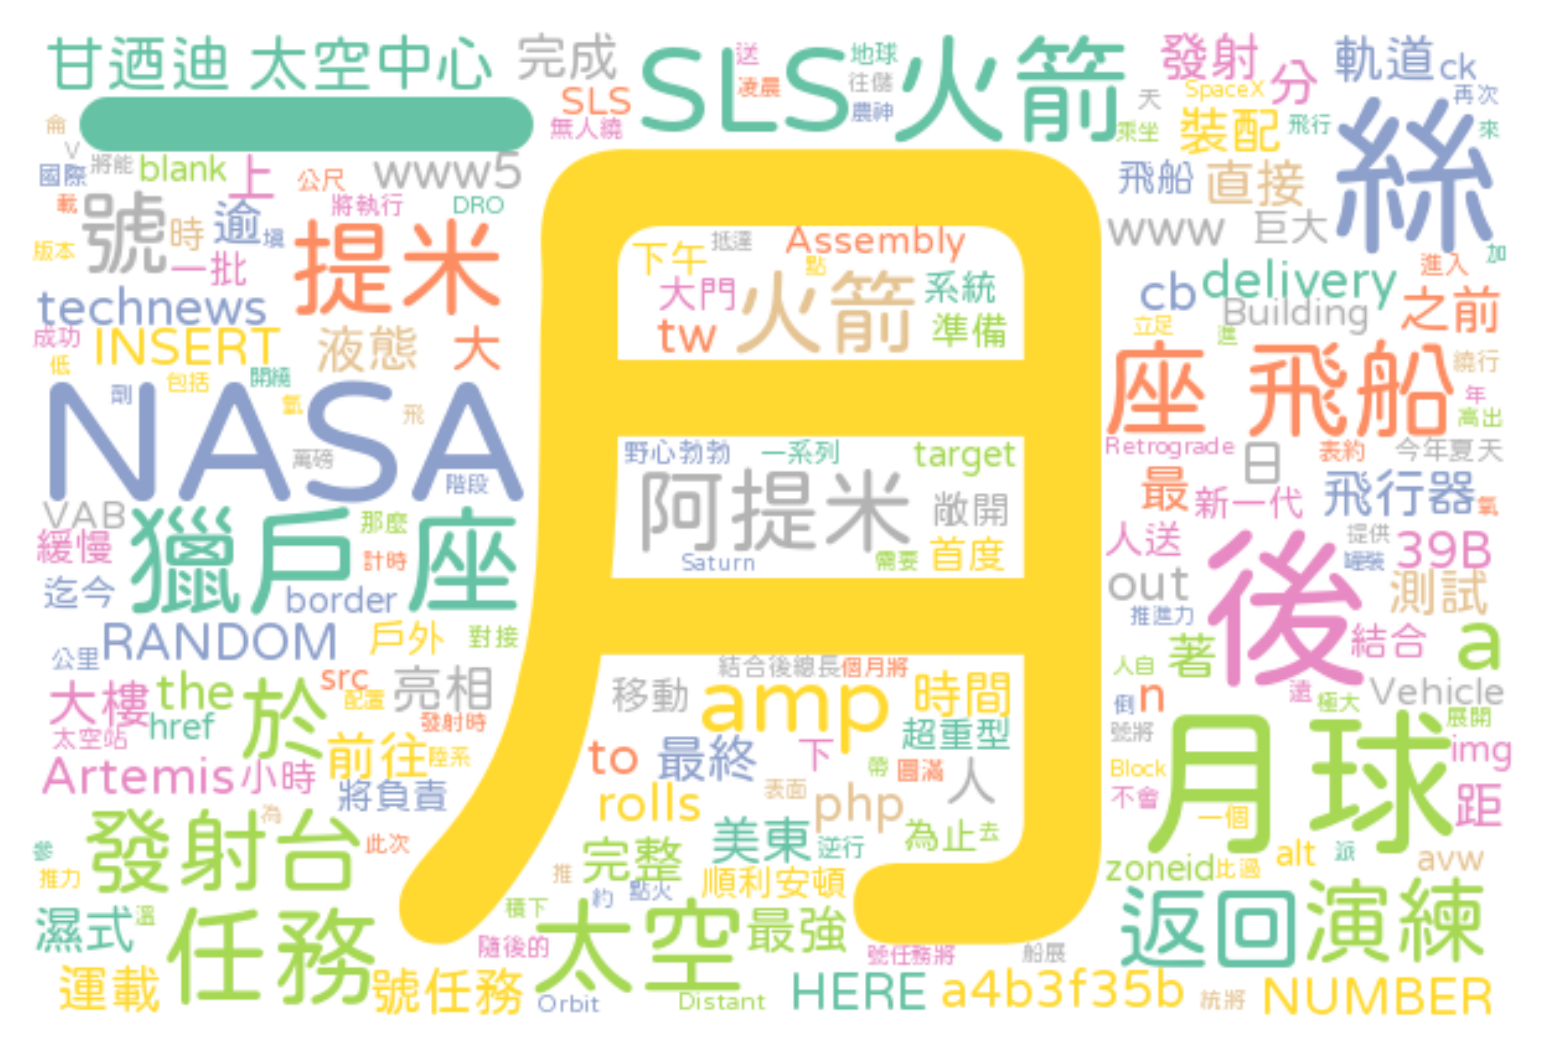 甘迺迪 太空中心 完成 SLS火箭 送 地球 發射 分 軌道 ck
一 SLS 凌晨 往儲 農神 天 SpaceX 再次
侖 無人繞 乘坐 裝配 飛行 絲 來
V 將能 blank 上 公尺 www5 月 飛船 直接
國際 載 號 時 逾 填 將執行 DRO www 巨大
版本 一批 提米 下午 抵達 Assembly 點 進入 加
technews 大門 火箭 系統 cb delivery 之前
成功 INSERT 液態 大 tw 準備 立足 Building 進
低 包括 開續 座 飛船 繞行
NASA 劃 氫 飛 年 高出
萬磅 階段 野心勃勃 一系列 target Retrograde 日 表約 今年夏天
VAB 獵戶座 那麼 阿提米 敞開 最 新一代 飛行器 氧
緩慢 計時 Saturn 需要 首度 人送 後 提供 罐裝 39B
迄今 border out 測試
RANDOM 戶外 對接 推進力 著 結合 a
公里 src 結合後總長 個月將 人自
大樓 the 於 配置 亮相 移動 amp 時間 倒 n 遠 極大 Vehicle
太空站 href 發射時 超重型 號將 月球 展開
Artemis 小時 前往 陸系 to 最終 下 帶 圓滿 人 Block img
將負責 rolls 表面 php 不會 一個 距
發射台 為 此次 美東 逆行 為止 去
參 推力 推 完整 順利安頓 zoneid 比過 alt 派 avw
濕式 溫 任務 積下 約 點火 太空 最強 返回 演練
運載 號任務 隨後的 號任務將 船展
Orbit Distant HERE a4b3f35b 統將 NUMBER